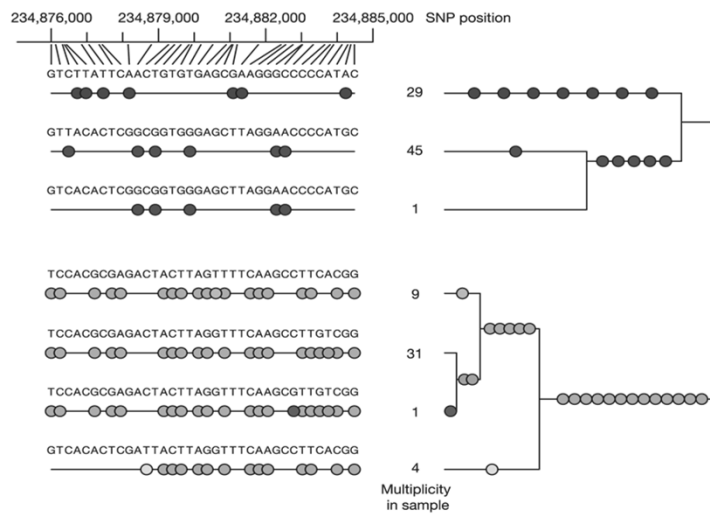 234,876,000 234,879,000 234,882,000 234,885,000 SNP position
GTCTTATTCAACTGTGTGAGCGAAGGGCCCCCATAC
29
GTTACACTCGGCGGTGGGAGCTTAGGAACCCCATGC
45
GTCACACTCGGCGGTGGGAGCTTAGGAACCCCATGC
1
TCCACGCGAGACTACTTAGTTTTCAAGCCTTCACGG
9
TCCACGCGAGACTACTTAGGTTTCAAGCCTTGTCGG
31
TCCACGCGAGACTACTTAGGTTTCAAGCGTTGTCGG
1
GTCACACTCGATTACTTAGGTTTCAAGCCTTCACGG
4
Multiplicity
in sample